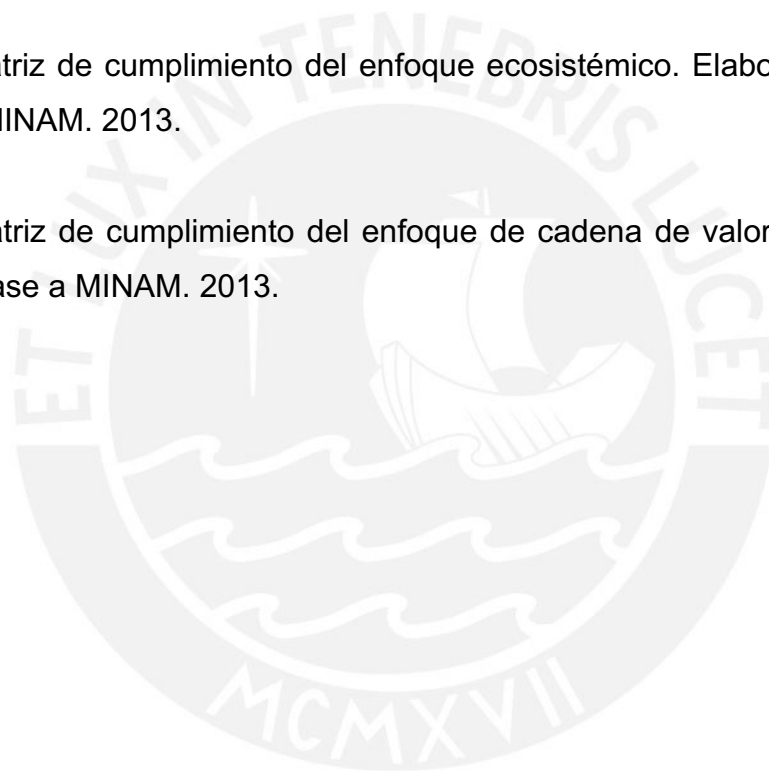 atriz de cumplimiento del enfoque ecosistémico. Elabo
MINAM. 2013.
atriz de cumplimiento del enfoque de cadena de valor
ase a MINAM. 2013.
ET LUX IN TENEBRIS LUCET
MCMXVII